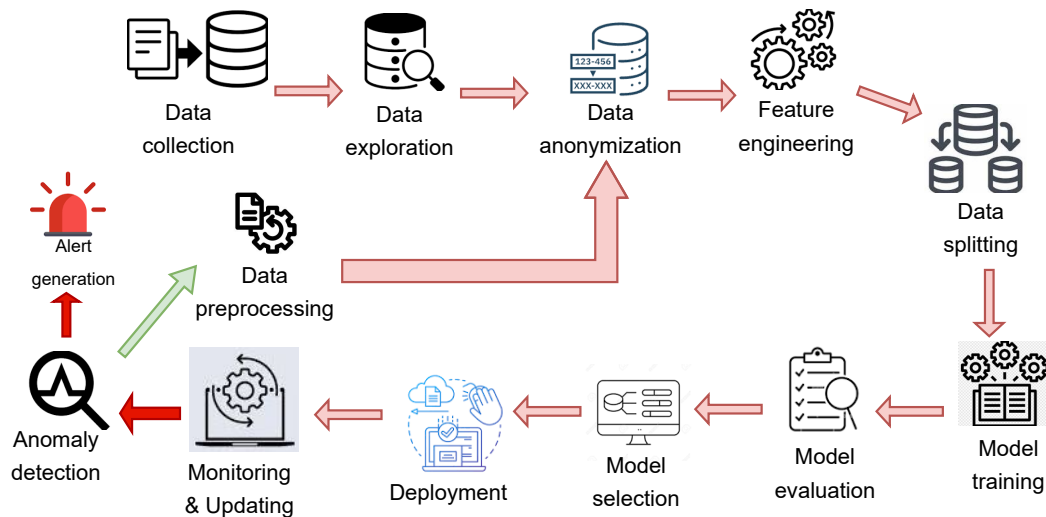 123-456
XXX-XXX
Data
collection
Data
exploration
Data
anonymization
Feature
engineering
Data
splitting
Alert
generation
Data
preprocessing
Anomaly
detection
Monitoring
& Updating
Deployment
Model
selection
Model
evaluation
Model
training